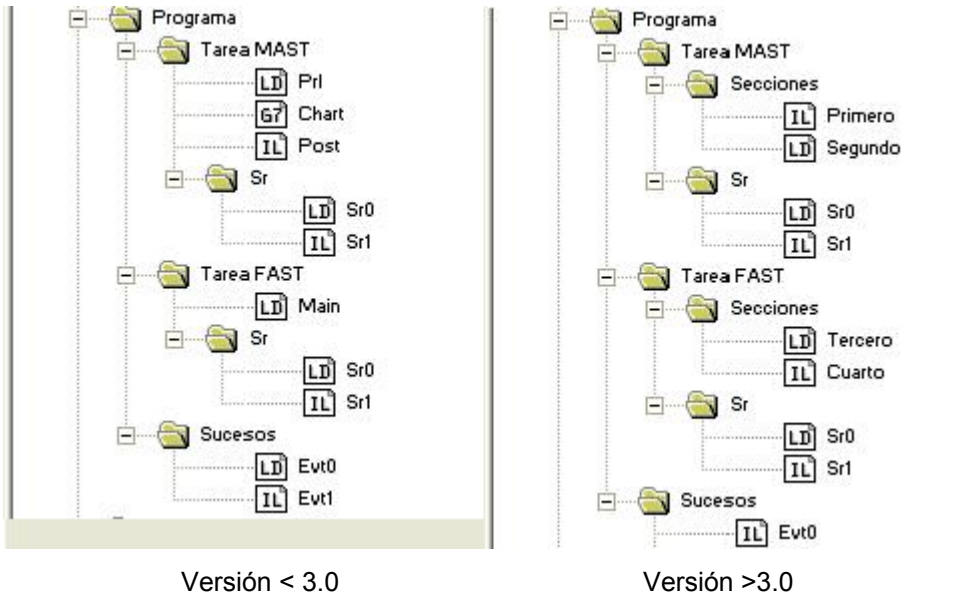 Programa
Tarea MAST
LD Prl
G7 Chart
IL Post
Sr
LD Sr0
IL Sr1
Tarea FAST
LD Main
Sr
LD Sr0
IL Sr1
Sucesos
LD Evt0
IL Evt1
Versión < 3.0
Programa
Tarea MAST
Secciones
IL Primero
LD Segundo
Sr
LD Sr0
IL Sr1
Tarea FAST
Secciones
LD Tercero
IL Cuarto
Sr
LD Sr0
IL Sr1
Sucesos
IL Evt0
Versión >3.0